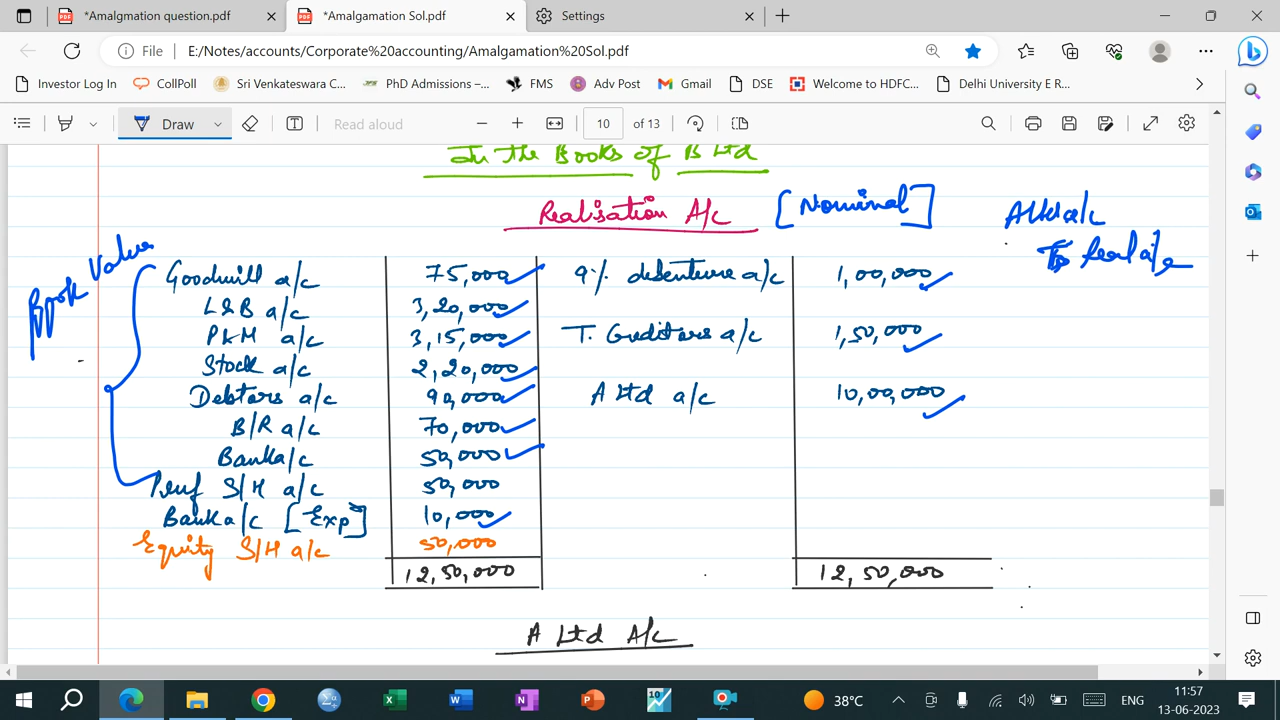 *Amalgmation question.pdf
*Amalgamation Sol.pdf
Settings
File E:/Notes/accounts/Corporate%20accounting/Amalgamation%20Sol.pdf
Investor Log In CollPoll Sri Venkateswara C... PhD Admissions –... FMS Adv Post Gmail DSE Welcome to HDFC... Delhi University E R...
Draw Read aloud 10 of 13
In the Books of B Ltd
Realisation A/c [Nominal]
A Ltd a/c
To Real a/c
Book Value
Goodwill a/c 75,000 9% debenture a/c 1,00,000
L&B a/c 3,20,000
P&M a/c 3,15,000 T. Creditors a/c 1,50,000
Stock a/c 2,20,000
Debtors a/c 90,000 A Ltd a/c 10,00,000
B/R a/c 70,000
Bank a/c 50,000
Pref S/H a/c 50,000
Bank a/c [Exp] 10,000
Equity S/H a/c 50,000
12,50,000 12,50,000
A Ltd A/c
38°C ENG 11:57
13-06-2023